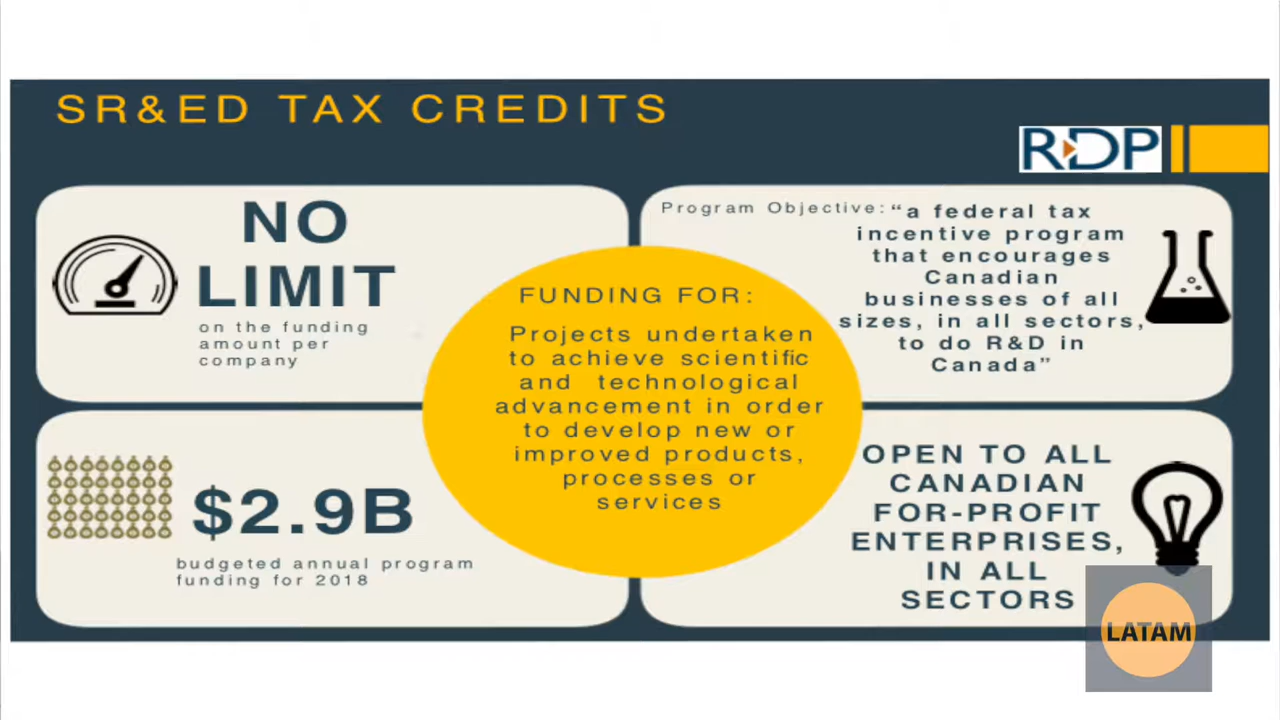 SR&ED TAX CREDITS
RDP
NO
LIMIT
on the funding
amount per
company
Program Objective: “a federal tax
incentive program
that encourages
Canadian
businesses of all
sizes, in all sectors,
to do R&D in
Canada”
FUNDING FOR:
Projects undertaken
to achieve scientific
and technological
advancement in order
to develop new or
improved products,
processes or
services
$2.9B
budgeted annual program
funding for 2018
OPEN TO ALL
CANADIAN
FOR-PROFIT
ENTERPRISES,
IN ALL
SECTORS
LATAM